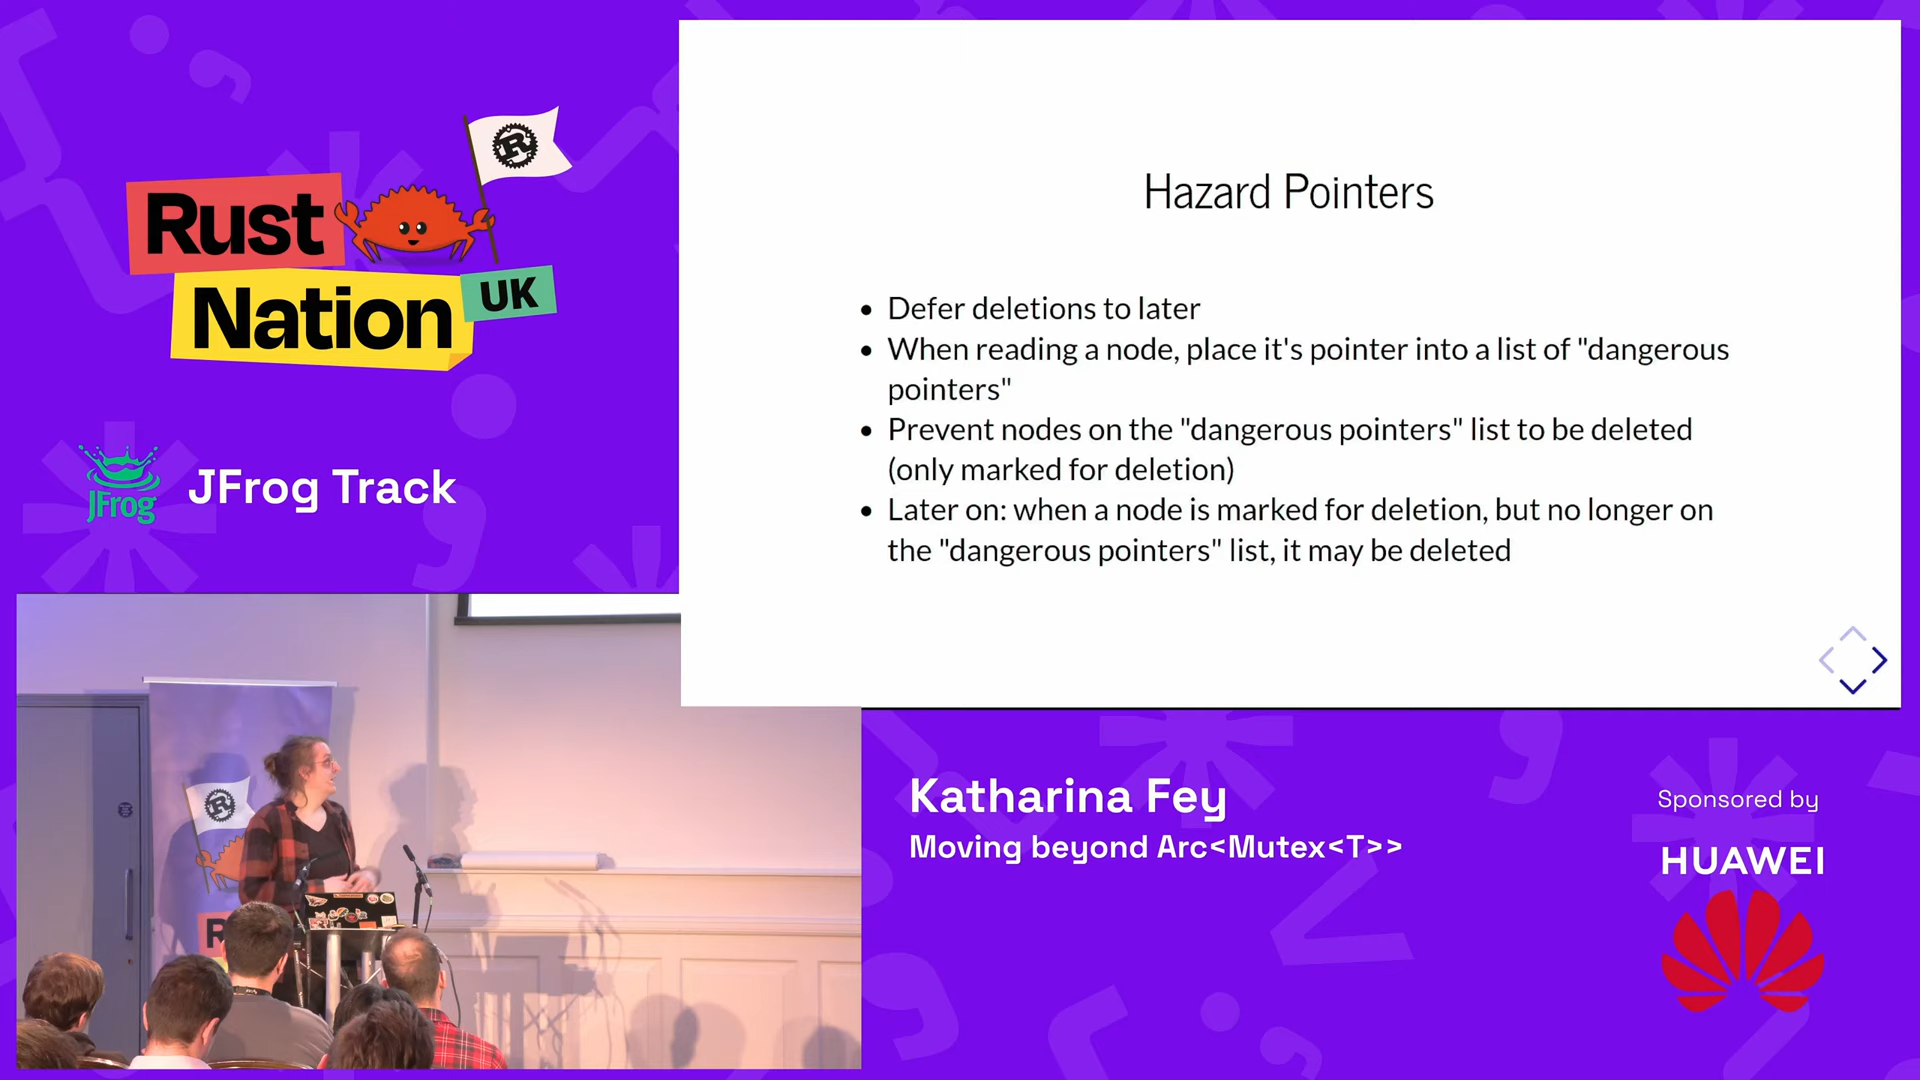 Rust
Nation
UK
R
JFrog
JFrog Track
Hazard Pointers
• Defer deletions to later
• When reading a node, place it's pointer into a list of "dangerous
pointers"
• Prevent nodes on the "dangerous pointers" list to be deleted
(only marked for deletion)
• Later on: when a node is marked for deletion, but no longer on
the "dangerous pointers" list, it may be deleted
R
R
Katharina Fey
Moving beyond Arc<Mutex<T>>
Sponsored by
HUAWEI